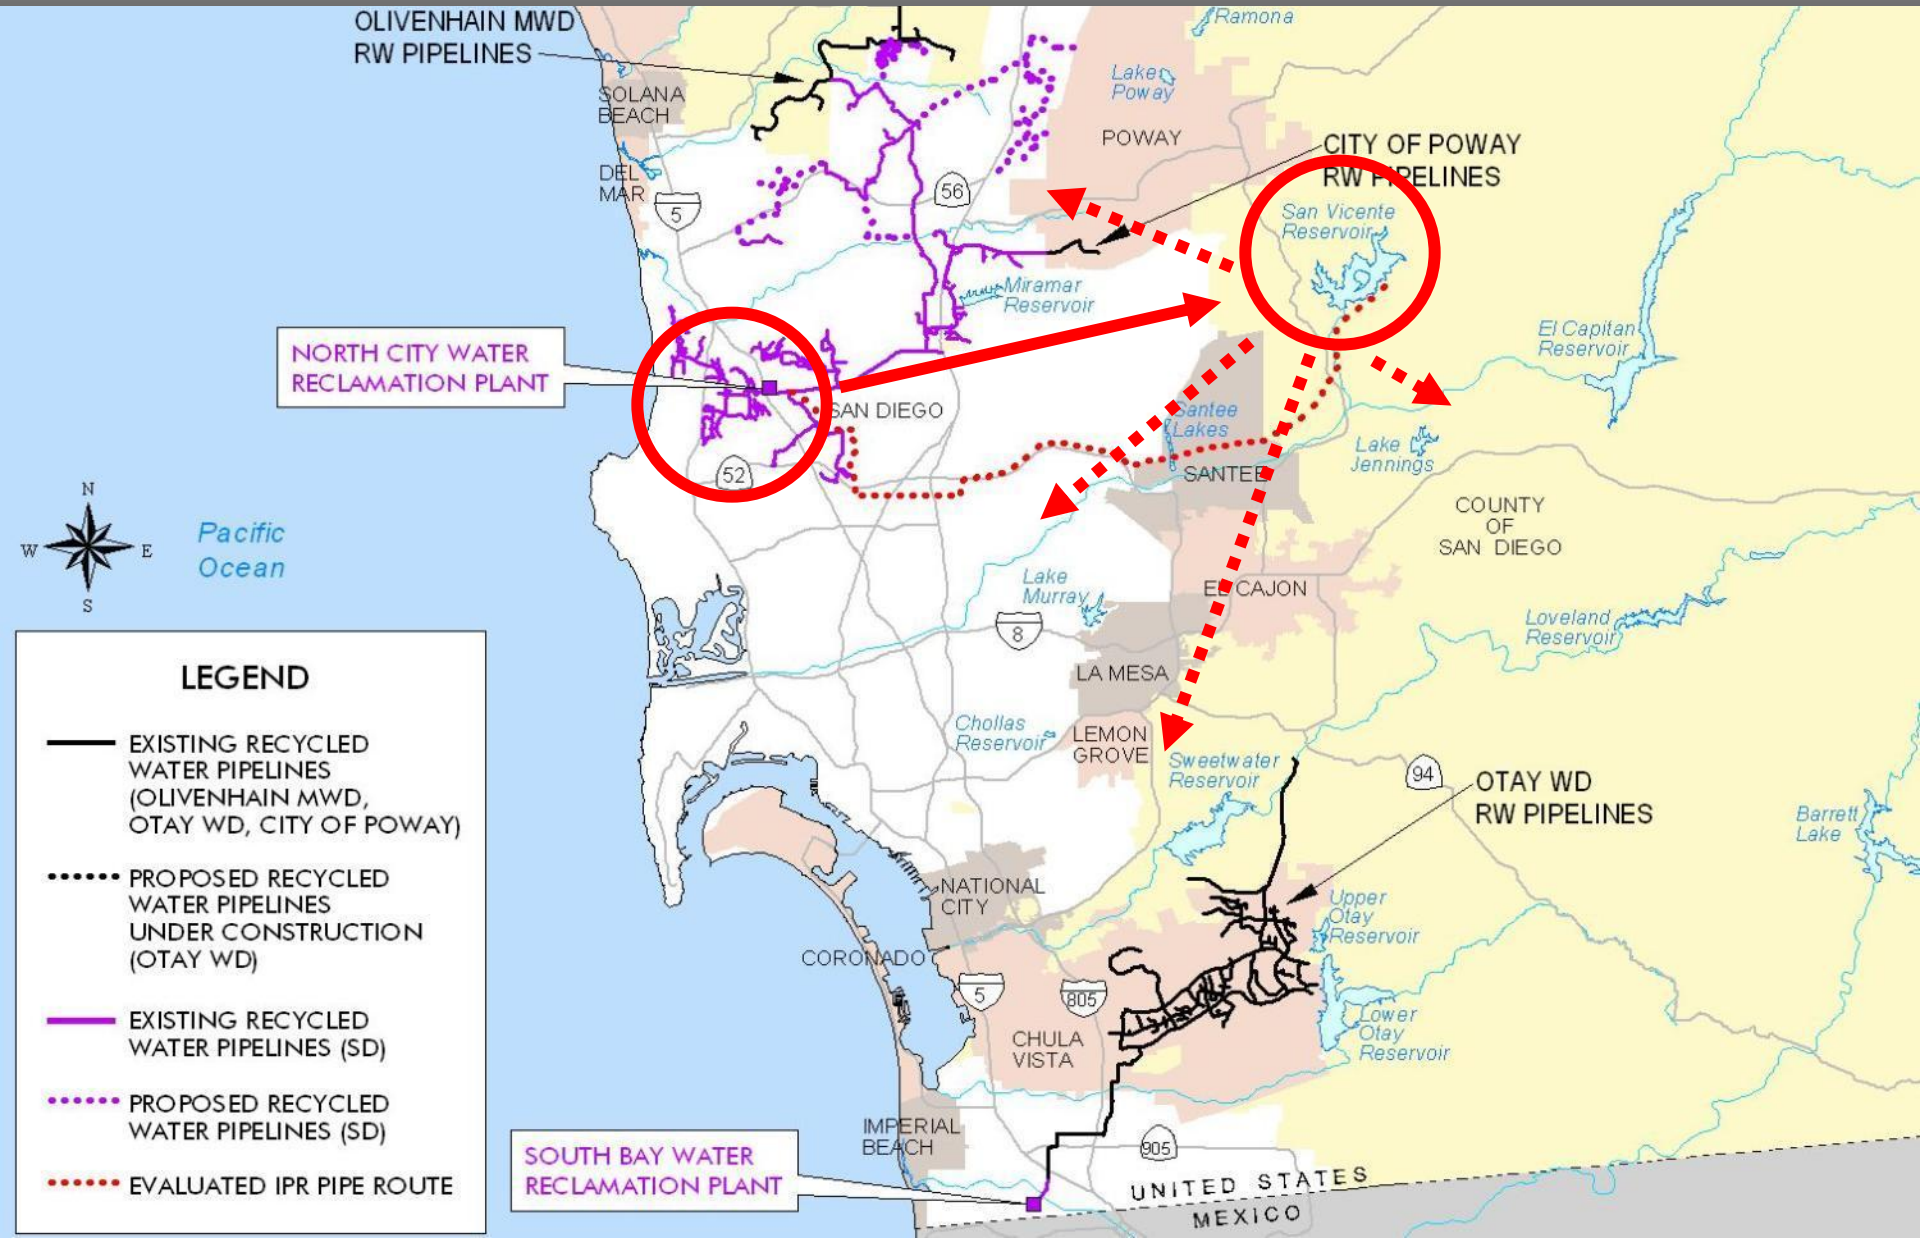 OLIVENHAIN MWD
RW PIPELINES
Ramona
SOLANA
BEACH
Lake
Poway
POWAY
CITY OF POWAY
RW PIPELINES
DEL
MAR
5
56
San Vicente
Reservoir
Miramar
Reservoir
NORTH CITY WATER
RECLAMATION PLANT
El Capitan
Reservoir
SAN DIEGO
Santee
Lakes
Lake
Jennings
52
SANTEE
N
W
E
S
Pacific
Ocean
COUNTY
OF
SAN DIEGO
Lake
Murray
EL CAJON
8
Loveland
Reservoir
LA MESA
Chollas
Reservoir
LEMON
GROVE
Sweetwater
Reservoir
94
OTAY WD
RW PIPELINES
Barrett
Lake
NATIONAL
CITY
Upper
Otay
Reservoir
CORONADO
5
805
CHULA
VISTA
Lower
Otay
Reservoir
IMPERIAL
BEACH
905
SOUTH BAY WATER
RECLAMATION PLANT
UNITED STATES
MEXICO
LEGEND
EXISTING RECYCLED
WATER PIPELINES
(OLIVENHAIN MWD,
OTAY WD, CITY OF POWAY)
PROPOSED RECYCLED
WATER PIPELINES
UNDER CONSTRUCTION
(OTAY WD)
EXISTING RECYCLED
WATER PIPELINES (SD)
PROPOSED RECYCLED
WATER PIPELINES (SD)
EVALUATED IPR PIPE ROUTE